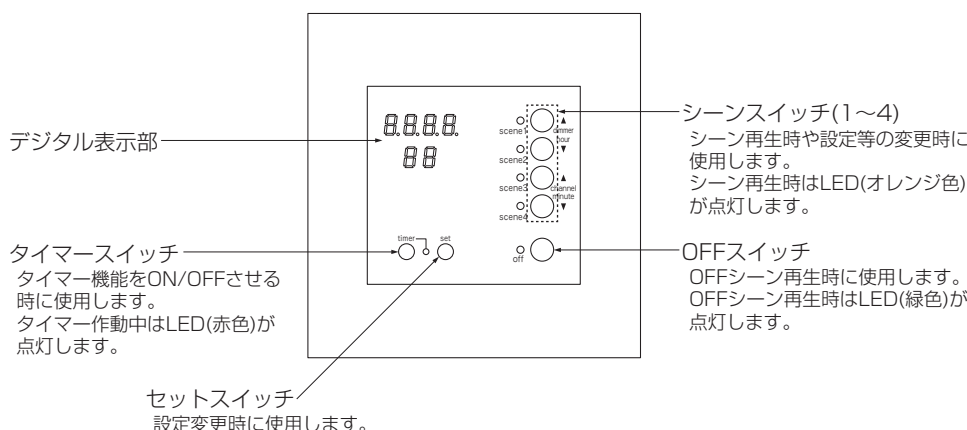 デジタル表示部
8.8.8.8.
88
scene1
scene2
scene3
scene4
▲
dimmer
hour
▼
▲
channel
minute
▼
timer
set
off
シーンスイッチ(1～4)
シーン再生時や設定等の変更時に
使用します。
シーン再生時はLED(オレンジ色)
が点灯します。
タイマースイッチ
タイマー機能をON/OFFさせる
時に使用します。
タイマー作動中はLED(赤色)が
点灯します。
OFFスイッチ
OFFシーン再生時に使用します。
OFFシーン再生時はLED(緑色)が
点灯します。
セットスイッチ
設定変更時に使用します。